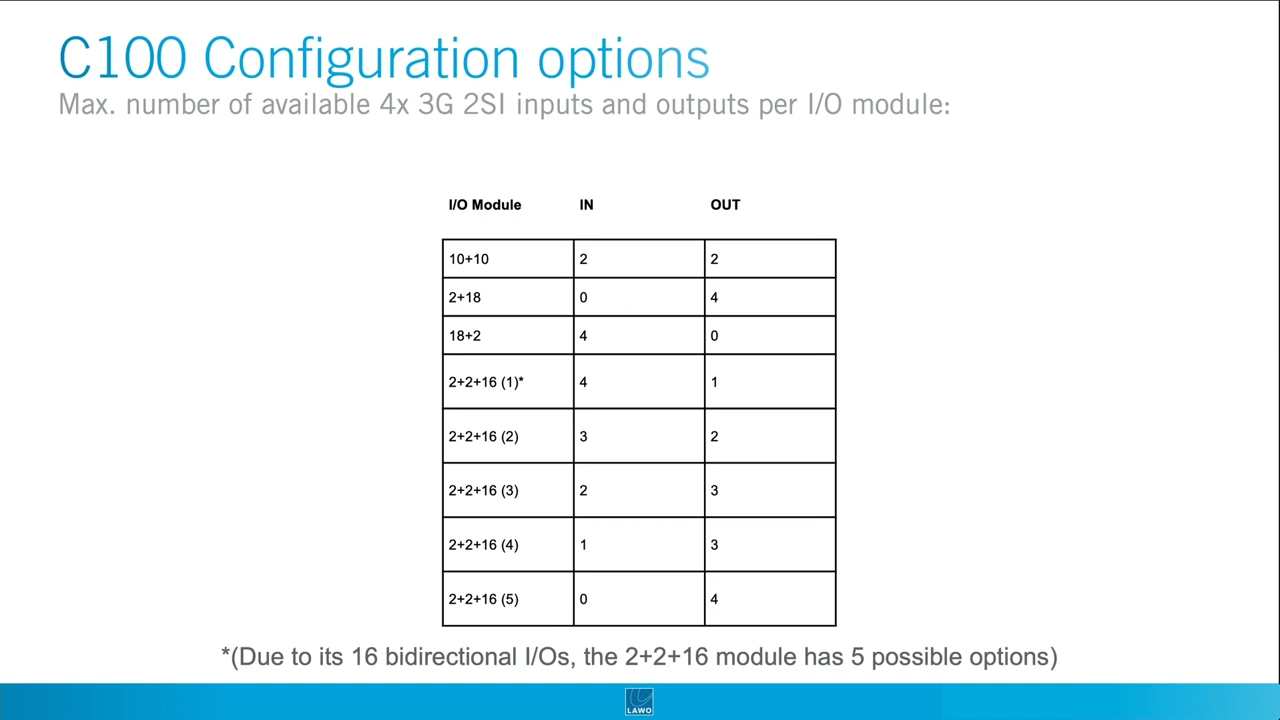 C100 Configuration options
Max. number of available 4x 3G 2SI inputs and outputs per I/O module:
I/O Module IN OUT
10+10 2 2
2+18 0 4
18+2 4 0
2+2+16 (1)* 4 1
2+2+16 (2) 3 2
2+2+16 (3) 2 3
2+2+16 (4) 1 3
2+2+16 (5) 0 4
*(Due to its 16 bidirectional I/Os, the 2+2+16 module has 5 possible options)
LAWO